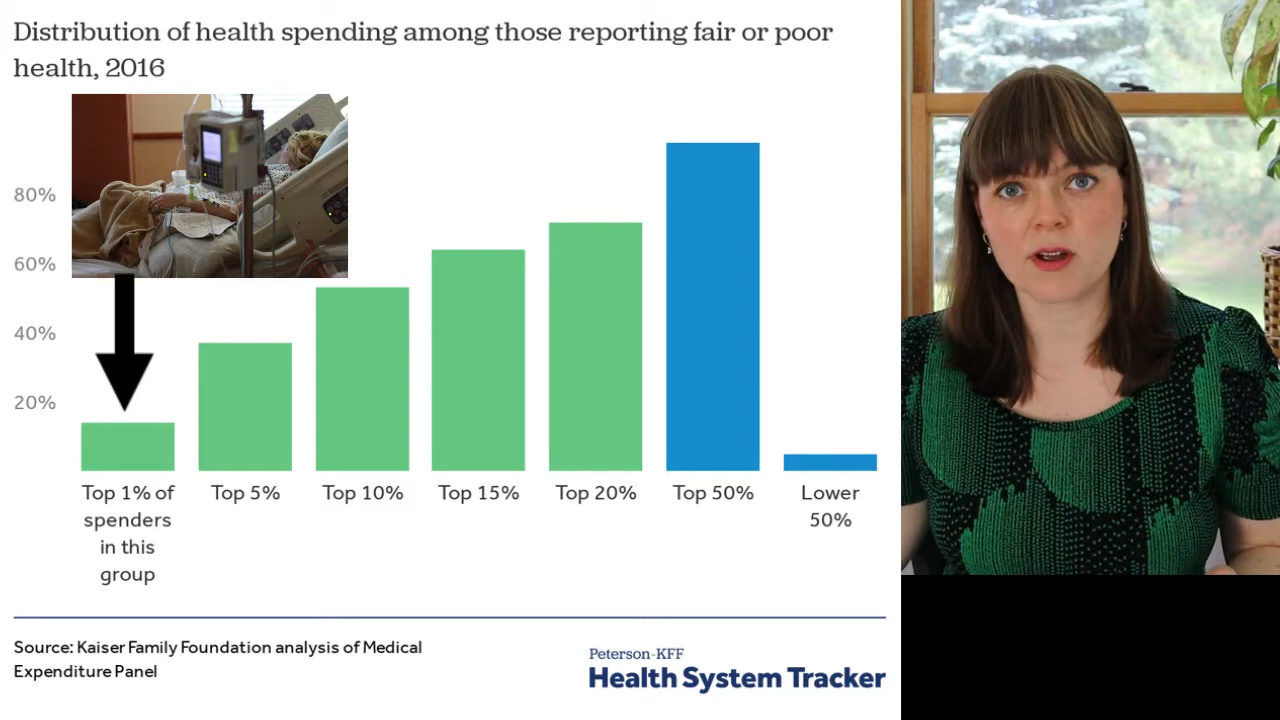 Distribution of health spending among those reporting fair or poor
health, 2016
80%
60%
40%
20%
Top 1% of
spenders
in this
group
Top 5%
Top 10%
Top 15%
Top 20%
Top 50%
Lower
50%
Source: Kaiser Family Foundation analysis of Medical
Expenditure Panel
Peterson-KFF
Health System Tracker